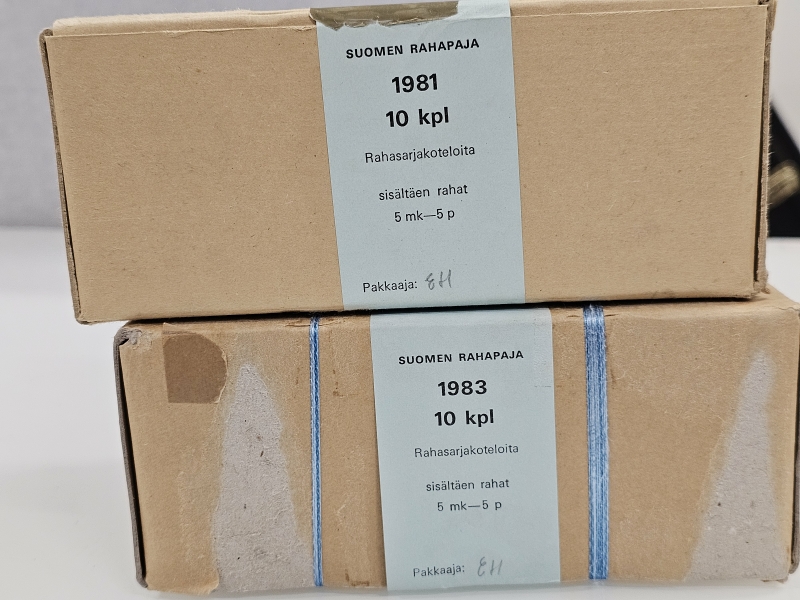 SUOMEN RAHAPAJA
1981
10 kpl
Rahasarjakoteloita
sisältäen rahat
5 mk—5 p
Pakkaaja: EH
SUOMEN RAHAPAJA
1983
10 kpl
Rahasarjakoteloita
sisältäen rahat
5 mk—5 p
Pakkaaja: EH